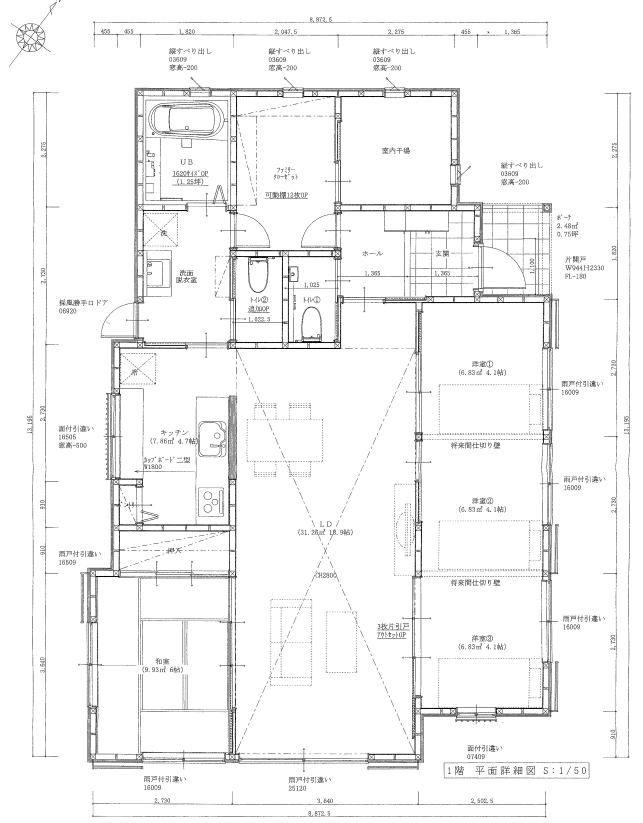 8,872.5
455 455 1,820 2,047.5 2,275 455 1,365
縦すべり出し
03609
窓高-200
縦すべり出し
03609
窓高-200
縦すべり出し
03609
窓高-200
UB
1620サイズOP
(1.25坪)
ファミリー
クローゼット
可動棚12枚OP
室内干場
縦すべり出し
03609
窓高-200
ポーチ
2.48㎡
0.75坪
片開戸
W944H2330
FL-180
洗
洗面
脱衣室
ホール
玄関
1,365
1,365
トイレ②
追加OP
1,022.5
1,025
トイレ①
採風勝手口ドア
06920
冷
キッチン
(7.86㎡ 4.7帖)
カップボード二型
W1800
面付引違い
16505
窓高-500
雨戸付引違い
16509
押入
和室
(9.93㎡ 6帖)
LD
(31.26㎡ 18.9帖)
CH2800
3枚片引戸
アウトセットOP
洋室①
(6.83㎡ 4.1帖)
将来間仕切り壁
洋室②
(6.83㎡ 4.1帖)
将来間仕切り壁
洋室③
(6.83㎡ 4.1帖)
雨戸付引違い
16009
雨戸付引違い
16009
雨戸付引違い
16009
面付引違い
07409
1階 平面詳細図 S:1/50
雨戸付引違い
16009
雨戸付引違い
25120
2,730 3,640 2,502.5
8,872.5
2,275
2,730
2,730
910
910
3,640
13,195
2,275
1,820
2,730
2,730
2,730
910
13,195